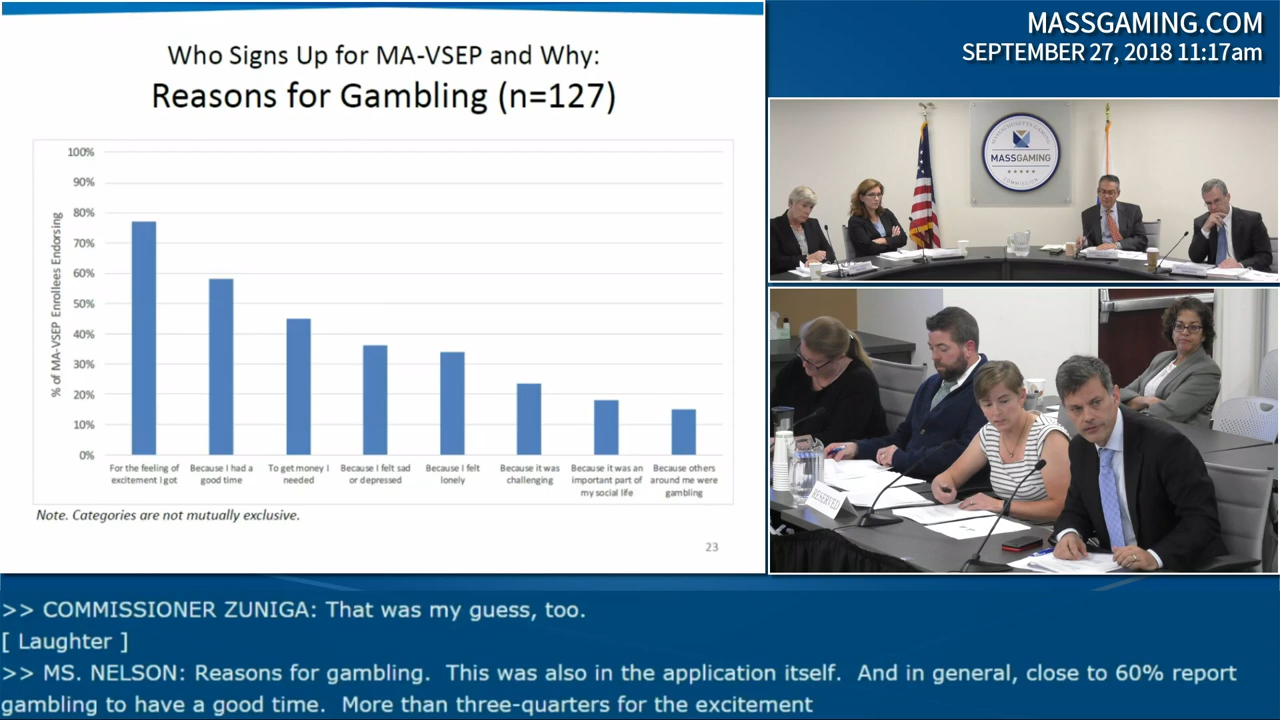 MASSGAMING.COM
SEPTEMBER 27, 2018 11:17am
Who Signs Up for MA-VSEP and Why:
Reasons for Gambling (n=127)
% of MA-VSEP Enrollees Endorsing
100%
90%
80%
70%
60%
50%
40%
30%
20%
10%
0%
For the feeling of
excitement I got
Because I had a
good time
To get money I
needed
Because I felt sad
or depressed
Because I felt
lonely
Because it was
challenging
Because it was an
important part of
my social life
Because others
around me were
gambling
Note. Categories are not mutually exclusive.
23
MASSACHUSETTS GAMING
MASSGAMING
COMMISSION
RESERVED
>> COMMISSIONER ZUNIGA: That was my guess, too.
[ Laughter ]
>> MS. NELSON: Reasons for gambling.  This was also in the application itself.  And in general, close to 60% report
gambling to have a good time.  More than three-quarters for the excitement